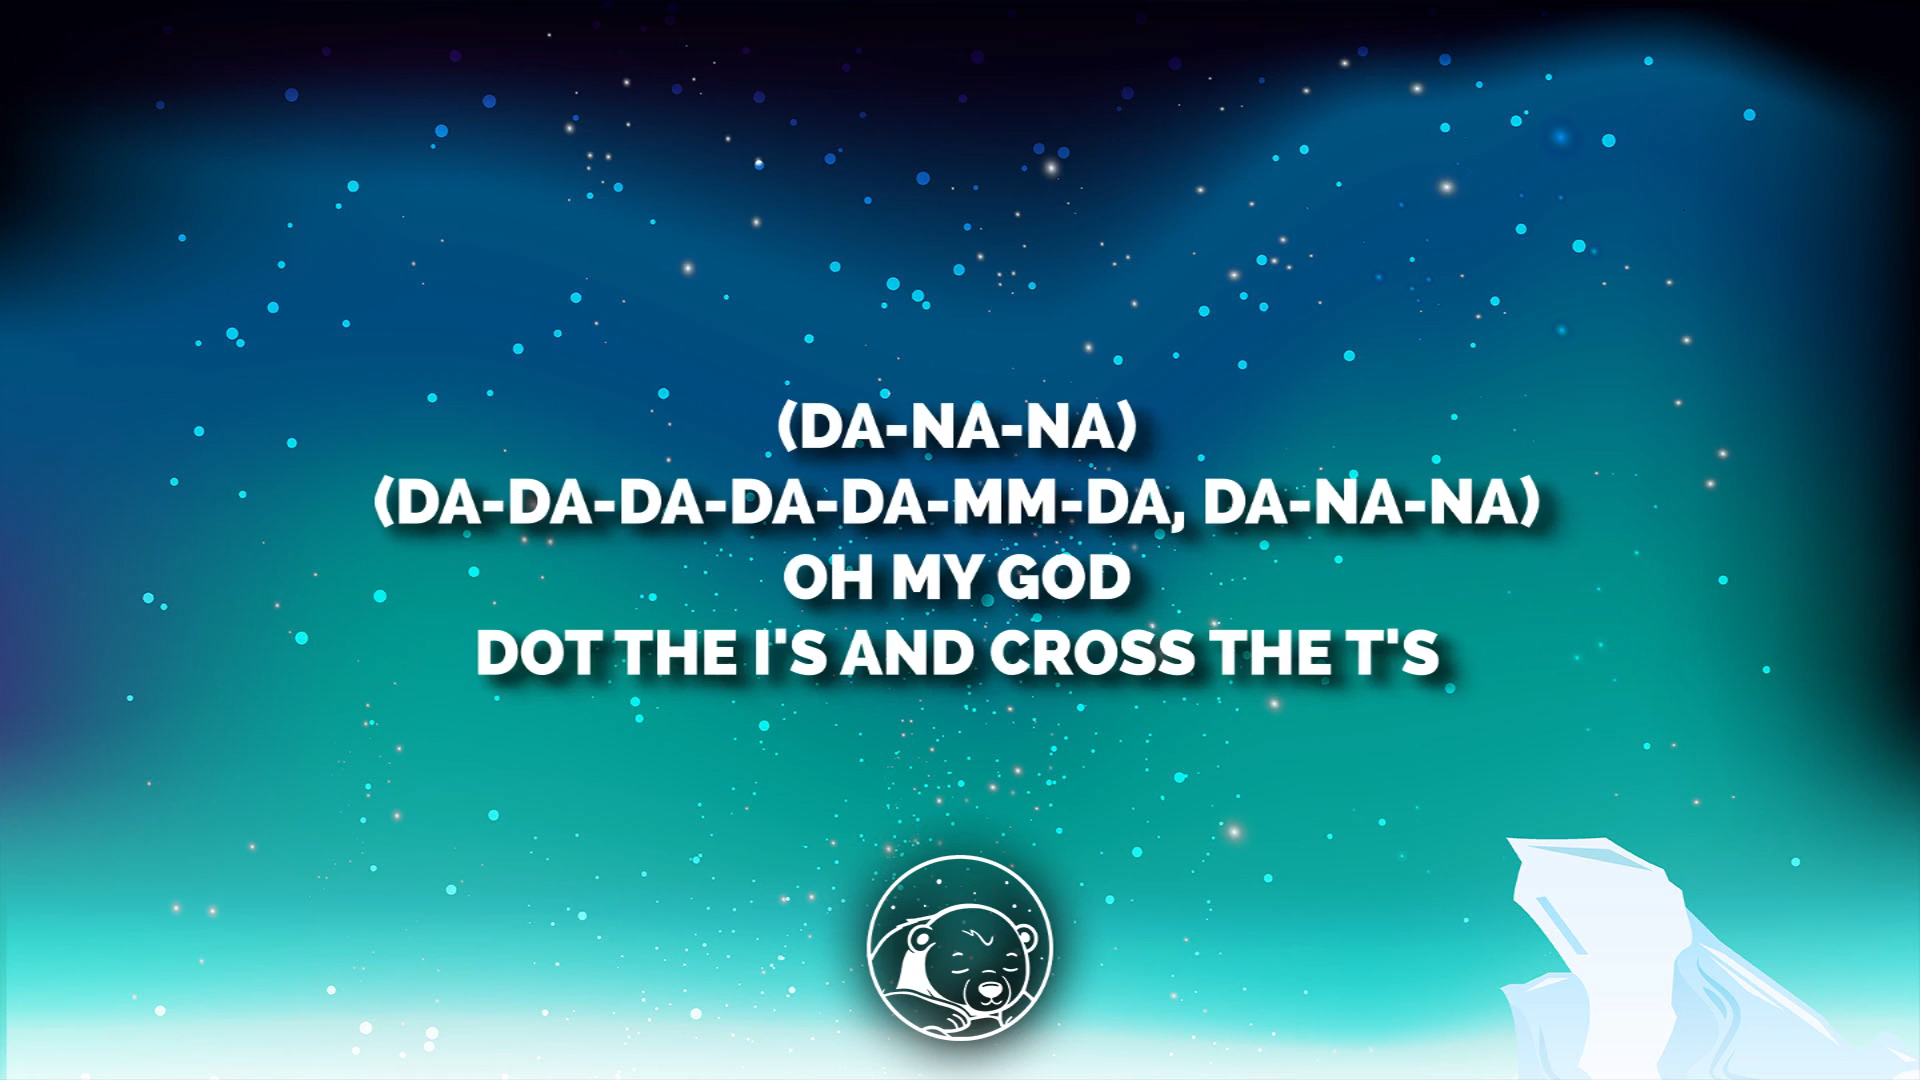 (DA-NA-NA)
(DA-DA-DA-DA-DA-MM-DA, DA-NA-NA)
OH MY GOD
DOT THE I'S AND CROSS THE T'S